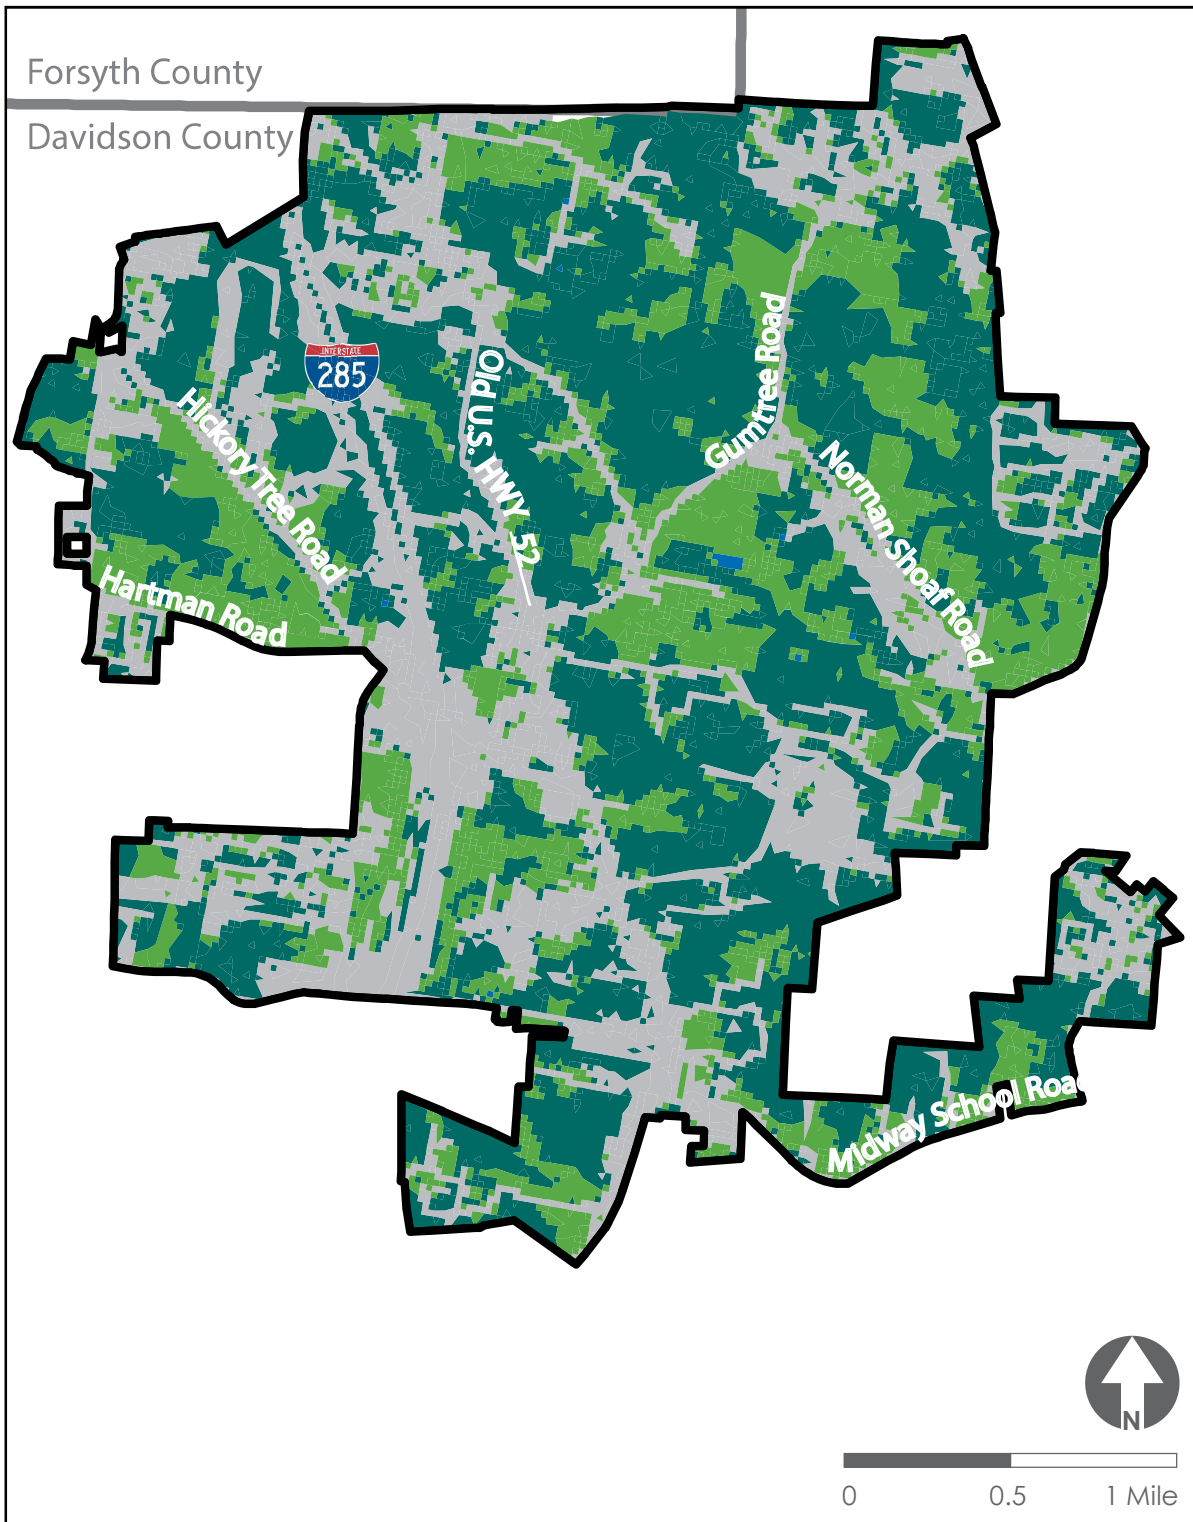 Forsyth County
Davidson County
INTERSTATE
285
Old U.S. HWY 52
Gumtree Road
Hickory Tree Road
Norman Shoaf Road
Hartman Road
Midway School Roa
N
0 0.5 1 Mile